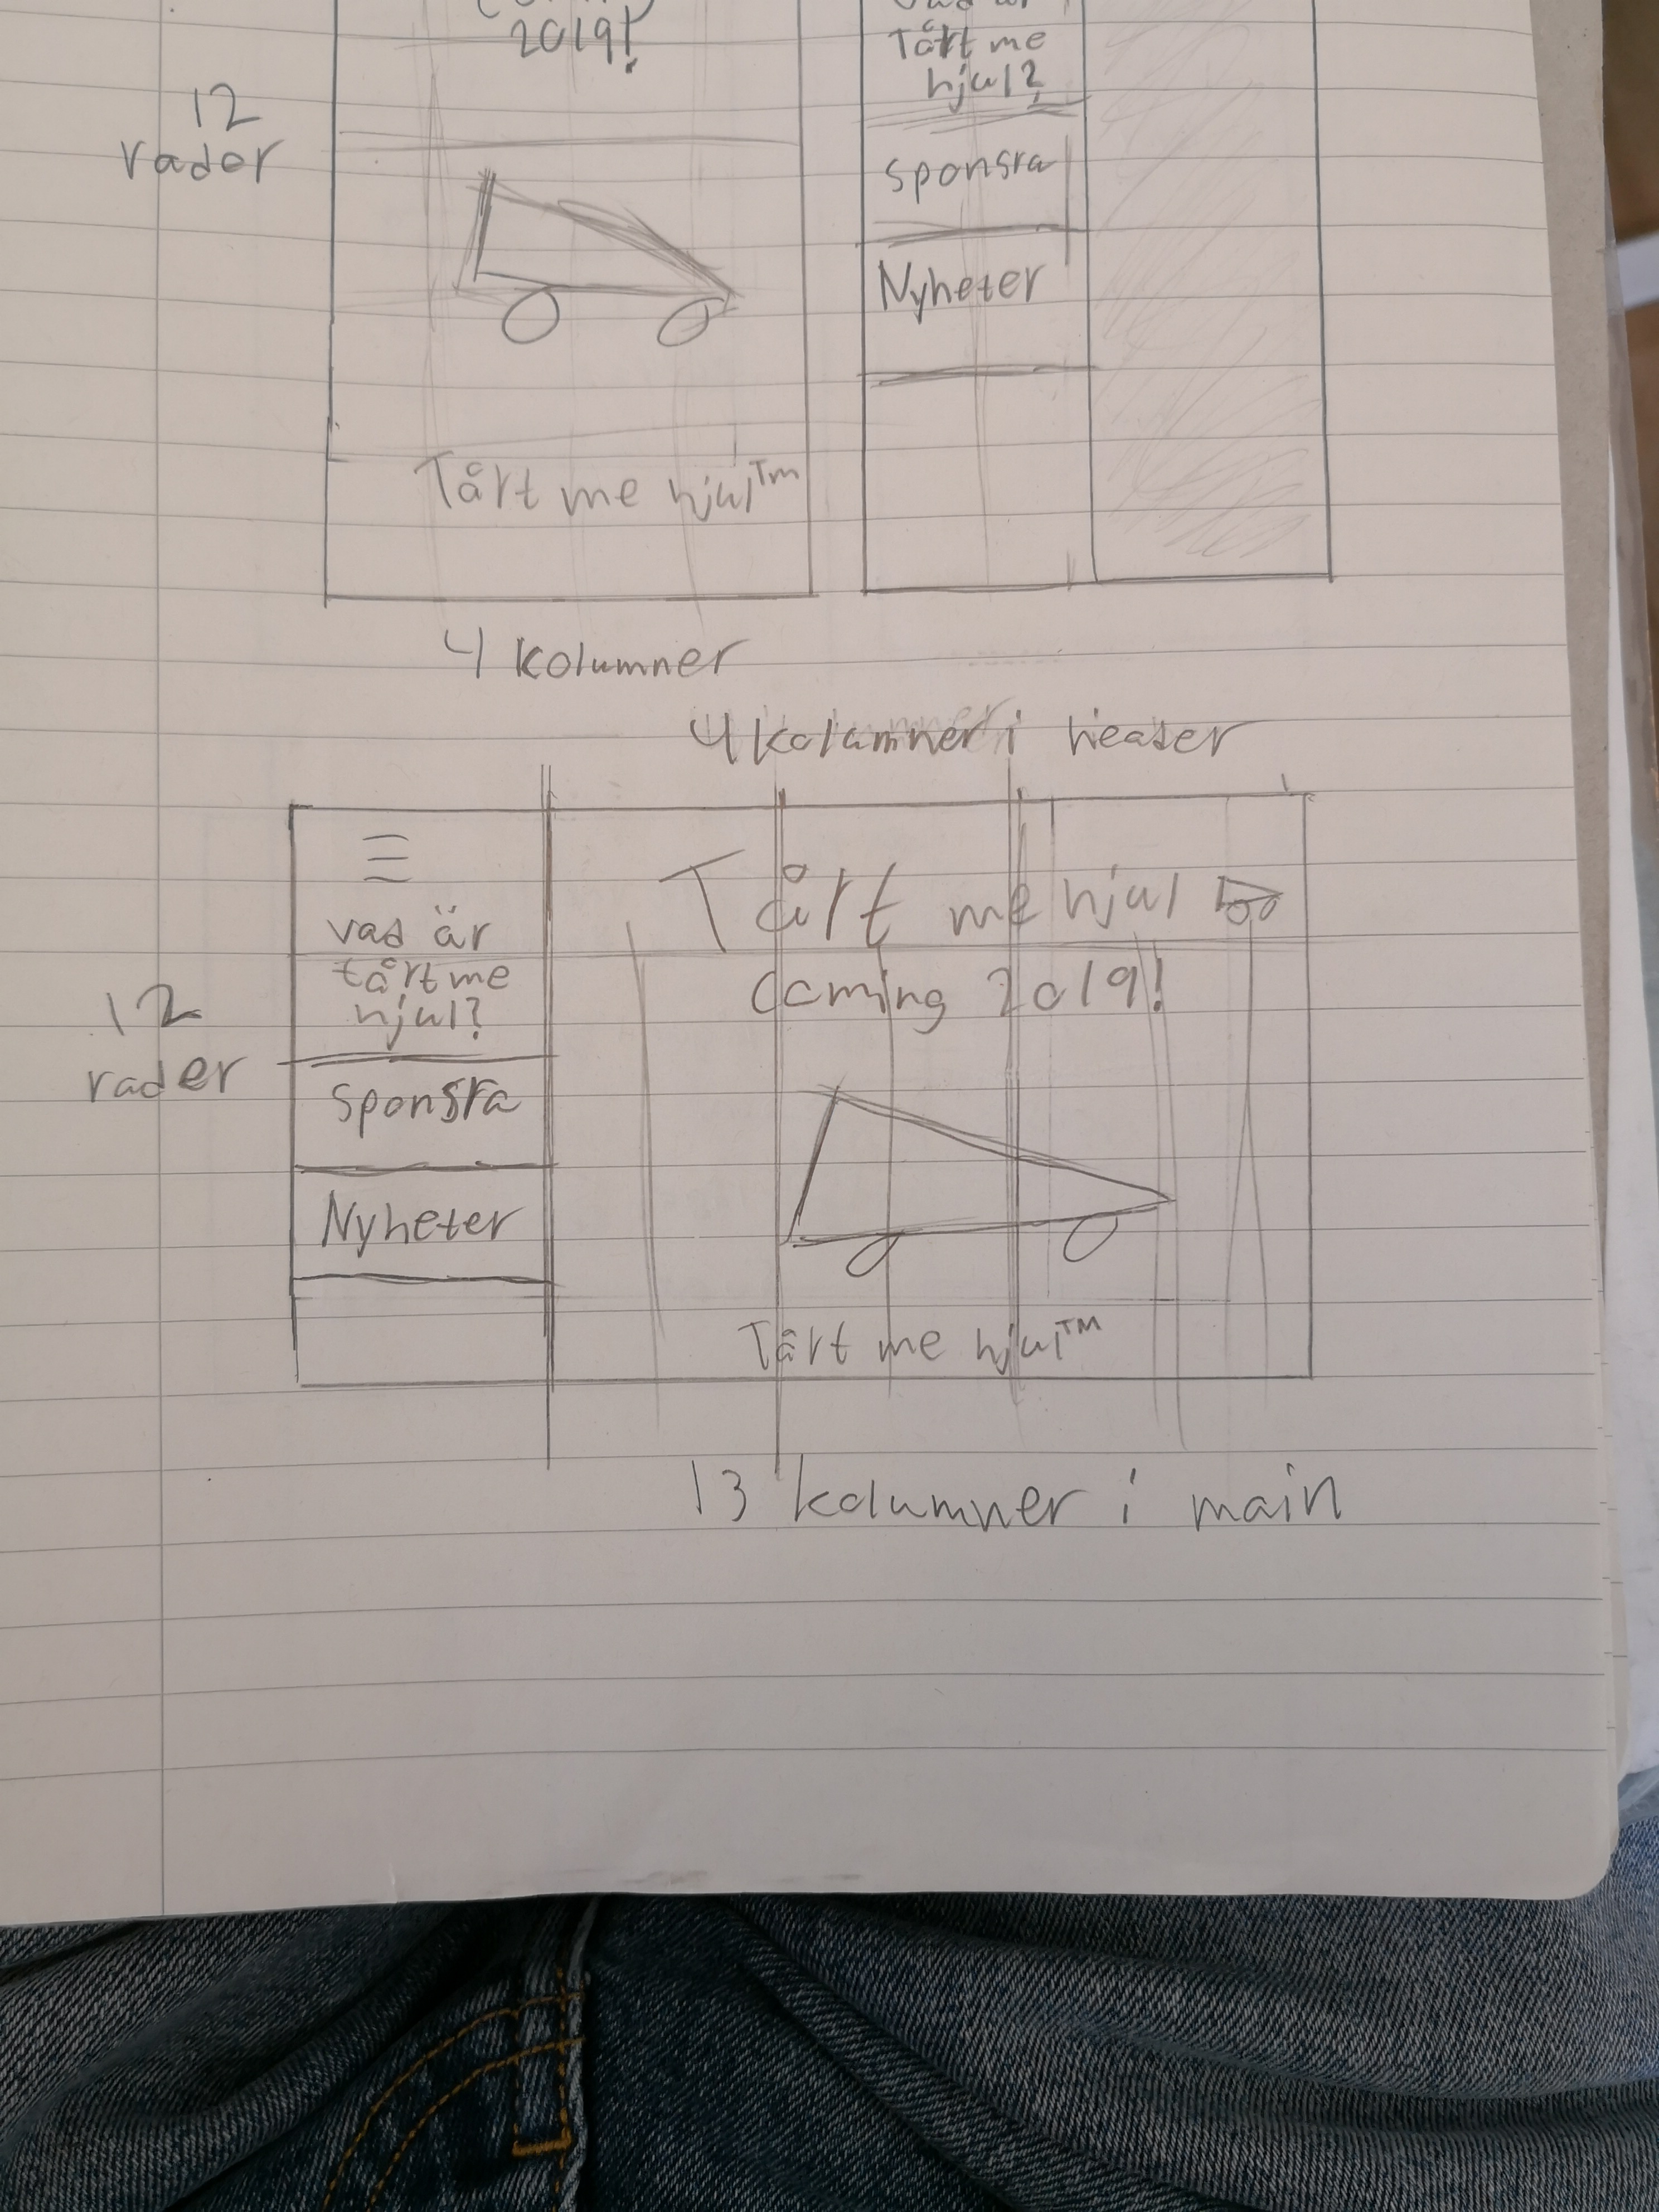 2019!
Tårt me
hjul?
12
rader
Sponsra
Nyheter
Tårt me hjul™
4 kolumner
4 kolumner i header
Tårt me hjul
vad är
tårt me
hjul?
coming 2019!
12
rader
Sponsra
Nyheter
Tårt me hjul™
13 kolumner i main